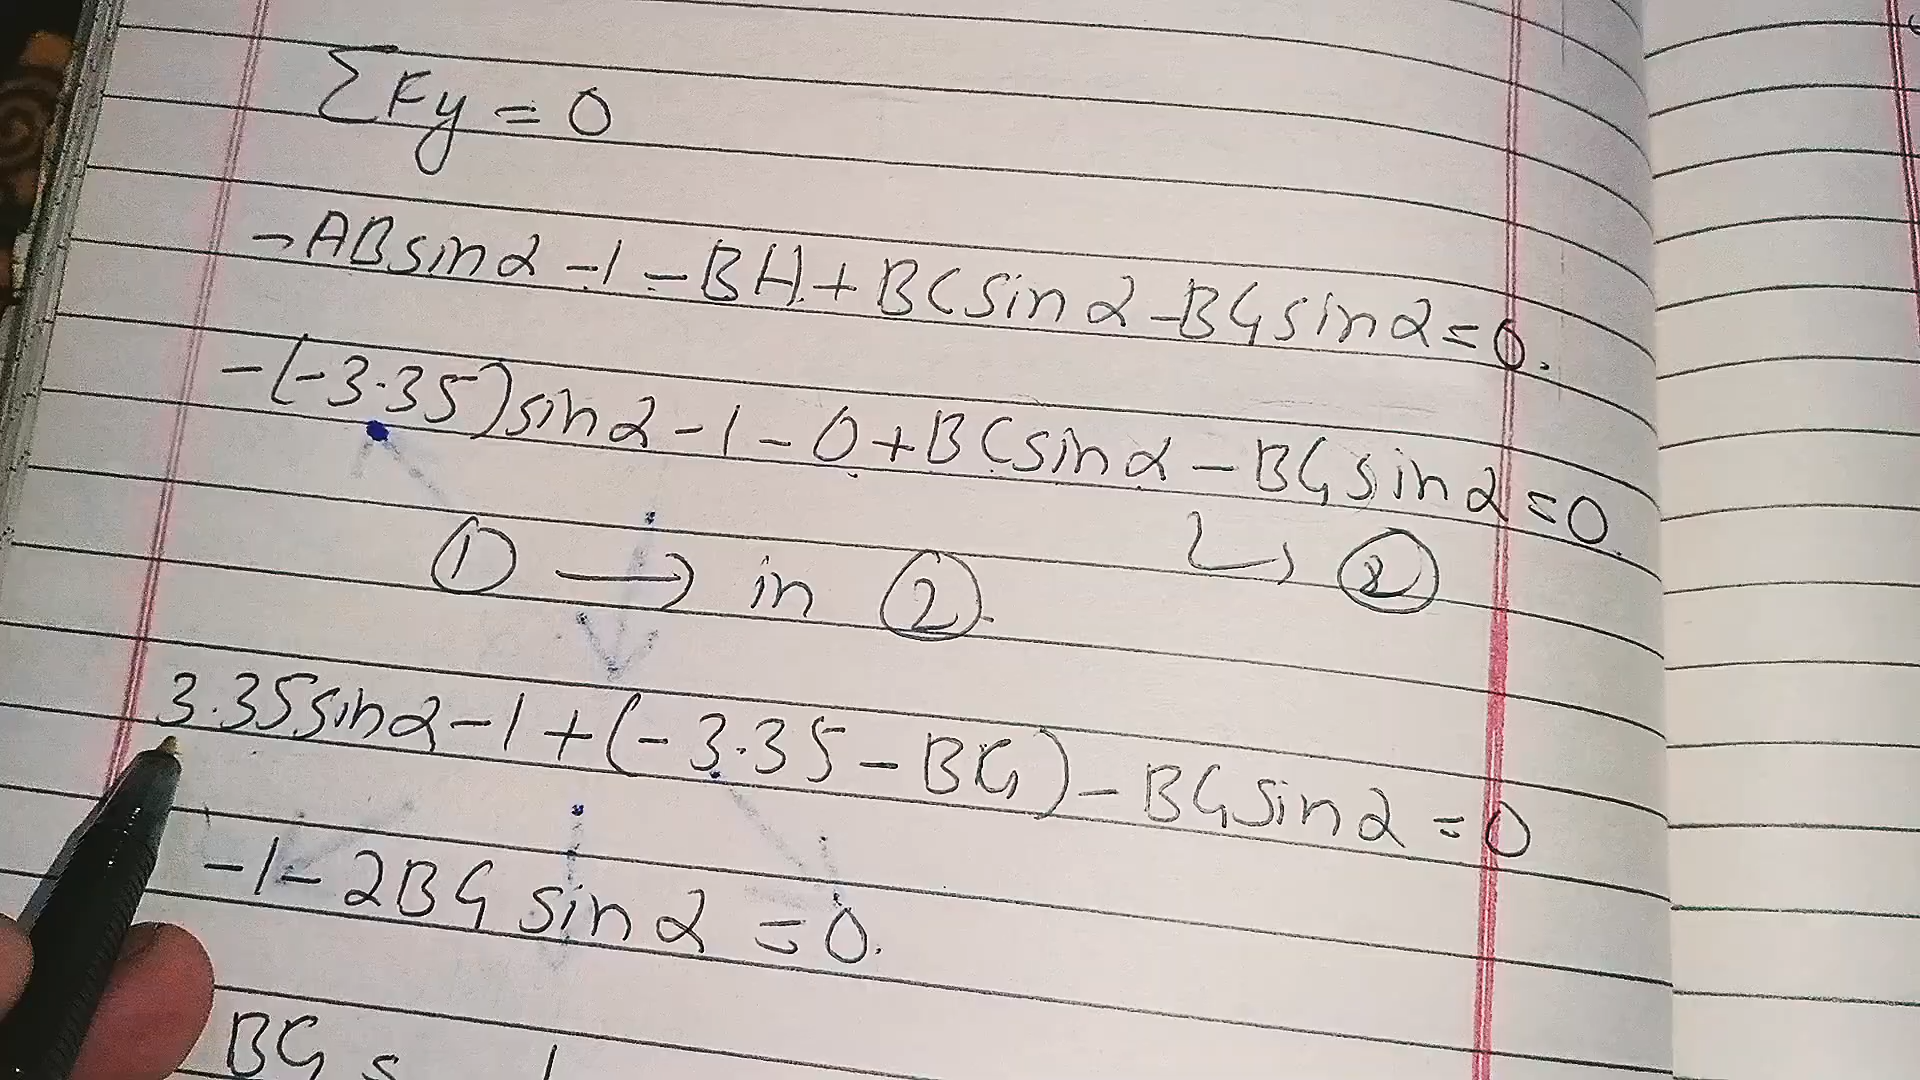 ΣFy = 0
-ABsinα -1 - BH + BCsinα - BGsinα = 0.
-(-3.35)sinα - 1 - 0 + BCsinα - BGsinα = 0.
① → in ②. ↳ ②
3.35sinα - 1 + (-3.35 - BG) - BGsinα = 0
-1 - 2BG sinα = 0.
BG